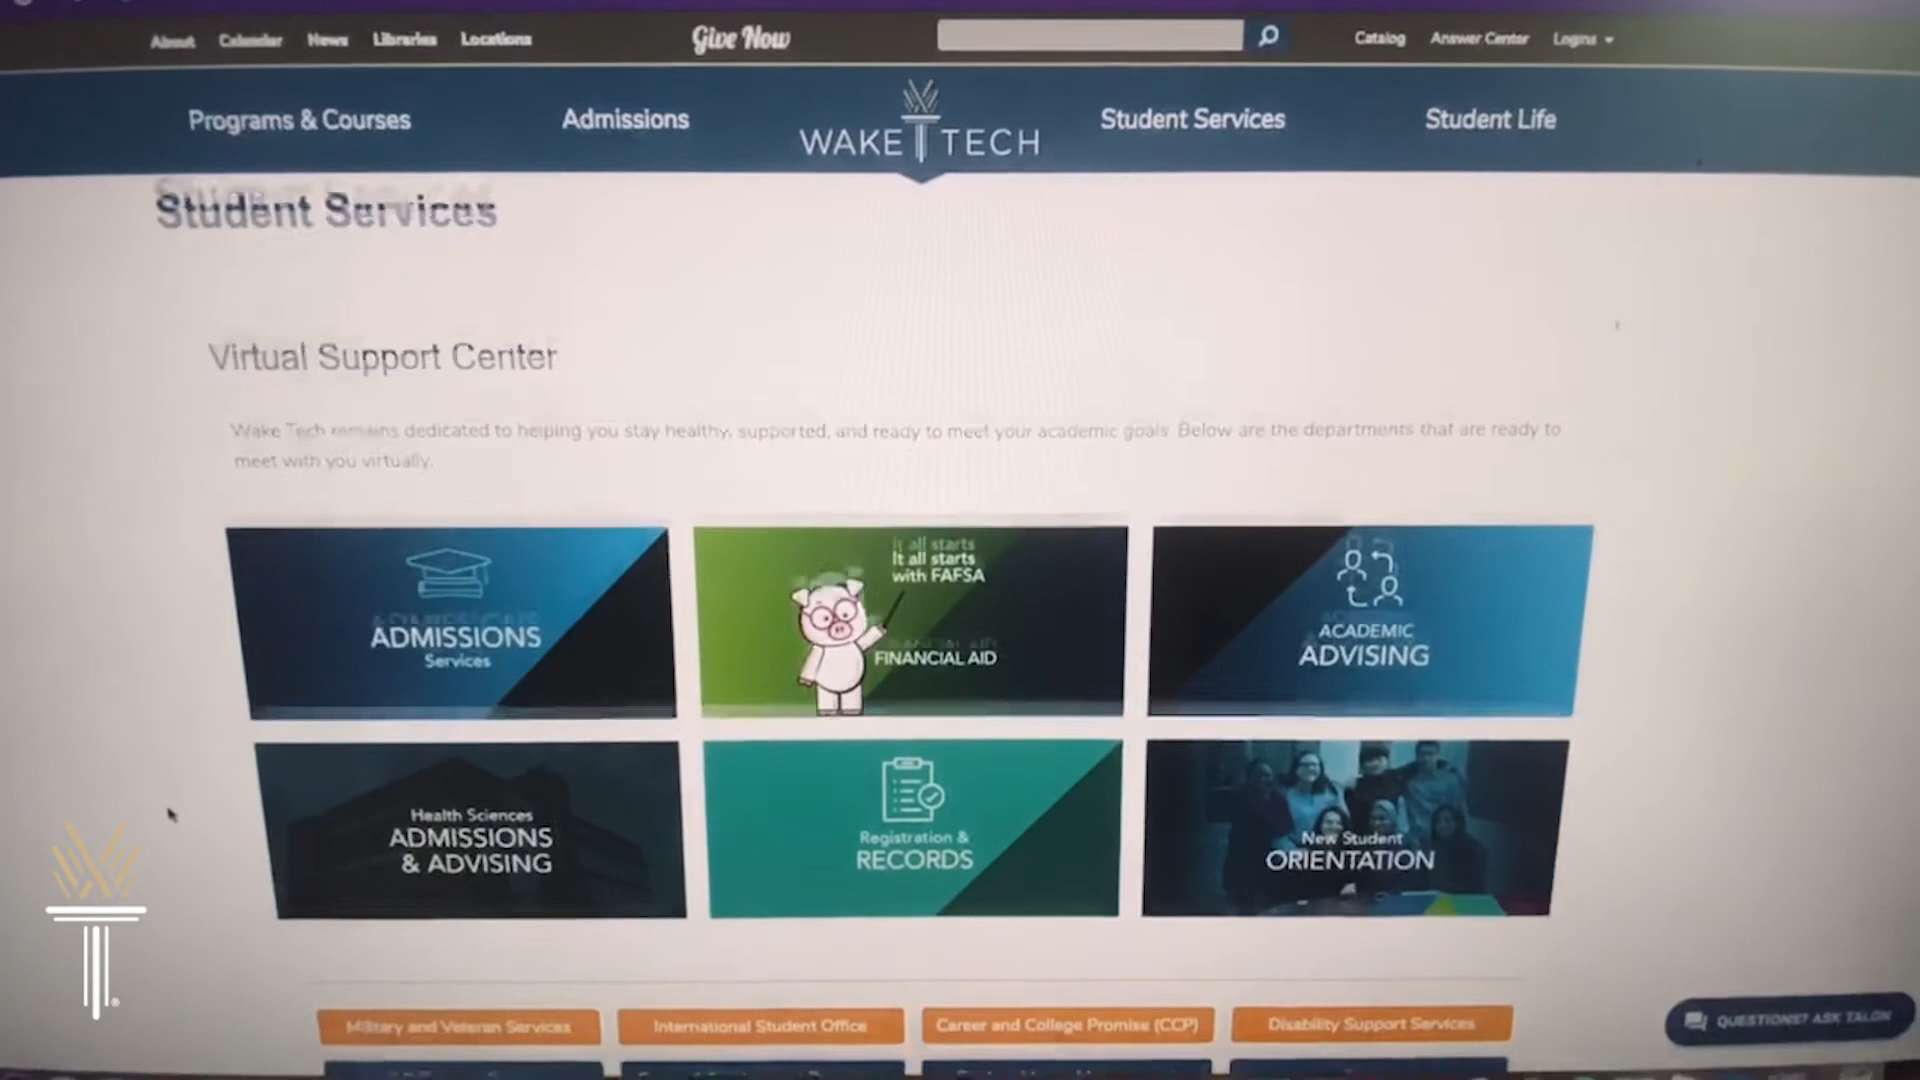 About Calendar News Libraries Locations Give Now Catalog Answer Center Logins
Programs & Courses Admissions WAKE TECH Student Services Student Life
Student Services
Virtual Support Center
Wake Tech remains dedicated to helping you stay healthy, supported, and ready to meet your academic goals. Below are the departments that are ready to
meet with you virtually.
ADMISSIONS
Services
It all starts
with FAFSA
FINANCIAL AID
ACADEMIC
ADVISING
Health Sciences
ADMISSIONS
& ADVISING
Registration &
RECORDS
New Student
ORIENTATION
Military and Veteran Services International Student Office Career and College Promise (CCP) Disability Support Services
QUESTIONS? ASK TALON